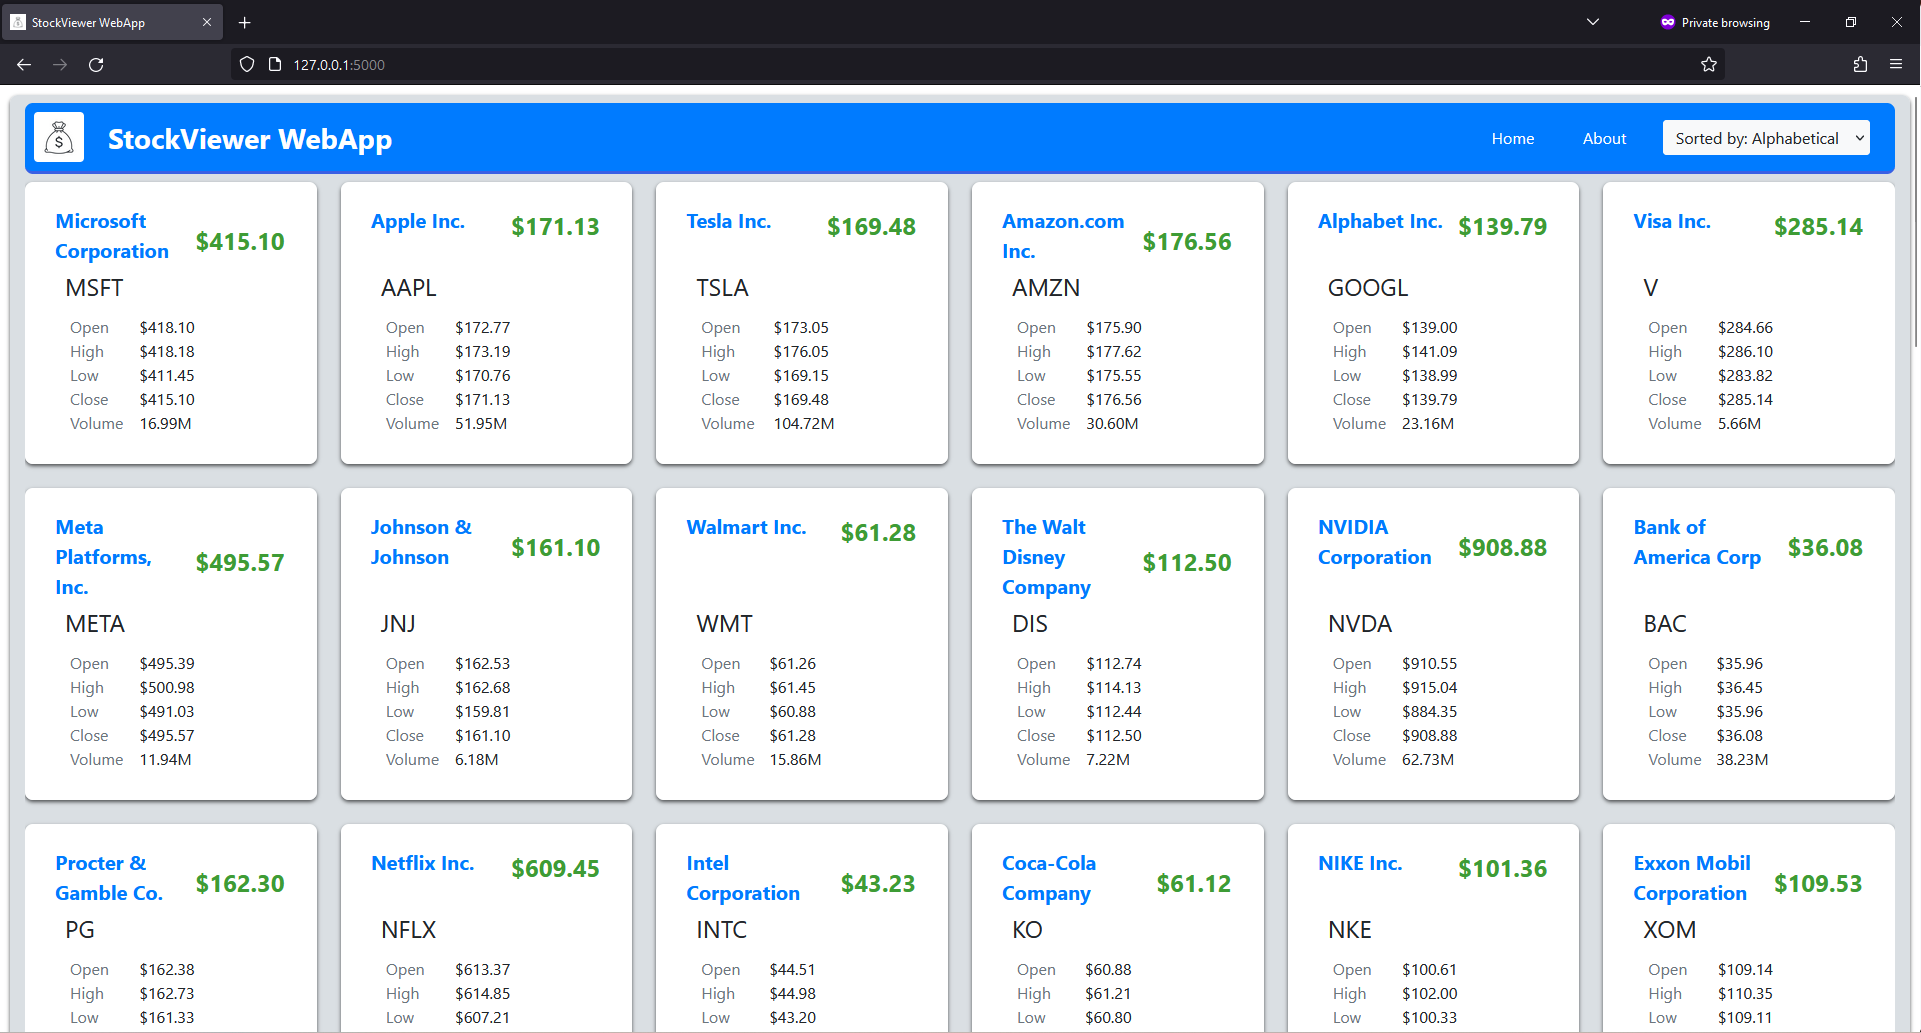 StockViewer WebApp
Private browsing
127.0.0.1:5000
$
StockViewer WebApp
Home
About
Sorted by: Alphabetical
Microsoft
Corporation
$415.10
MSFT
Open $418.10
High $418.18
Low $411.45
Close $415.10
Volume 16.99M
Apple Inc.
$171.13
AAPL
Open $172.77
High $173.19
Low $170.76
Close $171.13
Volume 51.95M
Tesla Inc.
$169.48
TSLA
Open $173.05
High $176.05
Low $169.15
Close $169.48
Volume 104.72M
Amazon.com
Inc.
$176.56
AMZN
Open $175.90
High $177.62
Low $175.55
Close $176.56
Volume 30.60M
Alphabet Inc.
$139.79
GOOGL
Open $139.00
High $141.09
Low $138.99
Close $139.79
Volume 23.16M
Visa Inc.
$285.14
V
Open $284.66
High $286.10
Low $283.82
Close $285.14
Volume 5.66M
Meta
Platforms,
Inc.
$495.57
META
Open $495.39
High $500.98
Low $491.03
Close $495.57
Volume 11.94M
Johnson &
Johnson
$161.10
JNJ
Open $162.53
High $162.68
Low $159.81
Close $161.10
Volume 6.18M
Walmart Inc.
$61.28
WMT
Open $61.26
High $61.45
Low $60.88
Close $61.28
Volume 15.86M
The Walt
Disney
Company
$112.50
DIS
Open $112.74
High $114.13
Low $112.44
Close $112.50
Volume 7.22M
NVIDIA
Corporation
$908.88
NVDA
Open $910.55
High $915.04
Low $884.35
Close $908.88
Volume 62.73M
Bank of
America Corp
$36.08
BAC
Open $35.96
High $36.45
Low $35.96
Close $36.08
Volume 38.23M
Procter &
Gamble Co.
$162.30
PG
Open $162.38
High $162.73
Low $161.33
Netflix Inc.
$609.45
NFLX
Open $613.37
High $614.85
Low $607.21
Intel
Corporation
$43.23
INTC
Open $44.51
High $44.98
Low $43.20
Coca-Cola
Company
$61.12
KO
Open $60.88
High $61.21
Low $60.80
NIKE Inc.
$101.36
NKE
Open $100.61
High $102.00
Low $100.33
Exxon Mobil
Corporation
$109.53
XOM
Open $109.14
High $110.35
Low $109.11